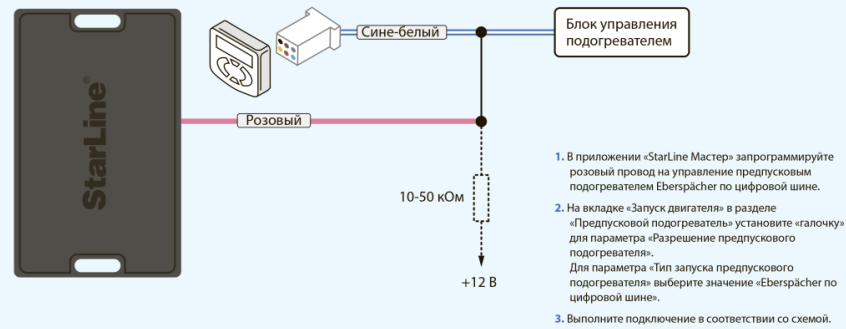 StarLine®
Сине-белый
Блок управления
подогревателем
Розовый
10-50 кОм
+12 В
1. В приложении «StarLine Мастер» запрограммируйте
розовый провод на управление предпусковым
подогревателем Eberspächer по цифровой шине.
2. На вкладке «Запуск двигателя» в разделе
«Предпусковой подогреватель» установите «галочку»
для параметра «Разрешение предпускового
подогревателя».
Для параметра «Тип запуска предпускового
подогревателя» выберите значение «Eberspächer по
цифровой шине».
3. Выполните подключение в соответствии со схемой.